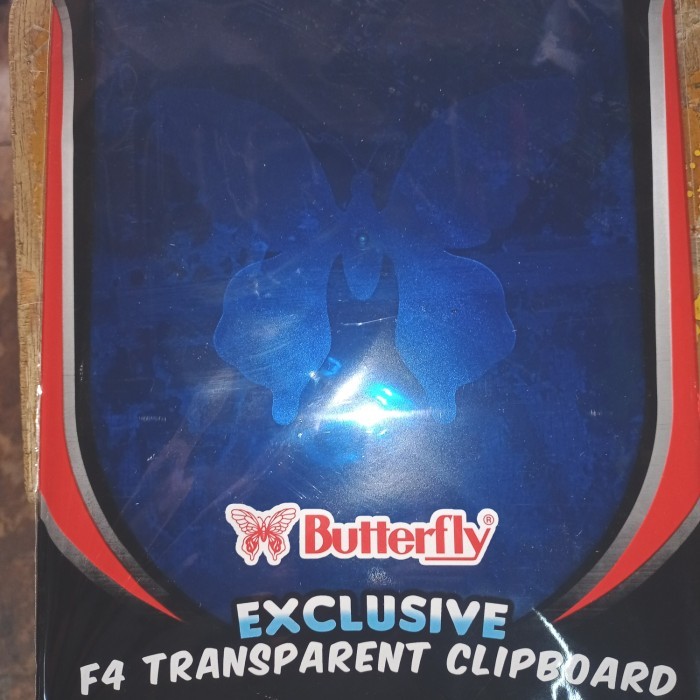 Butterfly®
EXCLUSIVE
F4 TRANSPARENT CLIPBOARD